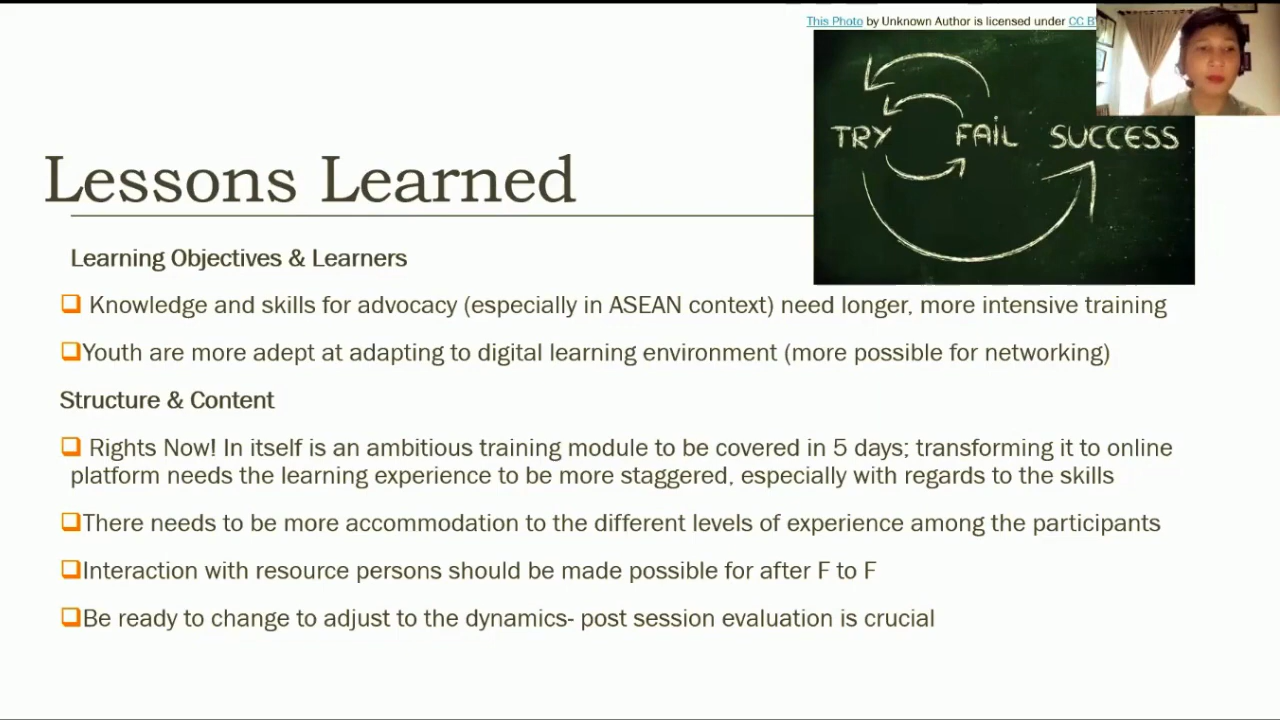 This Photo by Unknown Author is licensed under CC B
TRY FAIL SUCCESS
Lessons Learned
Learning Objectives & Learners
Knowledge and skills for advocacy (especially in ASEAN context) need longer, more intensive training
Youth are more adept at adapting to digital learning environment (more possible for networking)
Structure & Content
Rights Now! In itself is an ambitious training module to be covered in 5 days; transforming it to online
platform needs the learning experience to be more staggered, especially with regards to the skills
There needs to be more accommodation to the different levels of experience among the participants
Interaction with resource persons should be made possible for after F to F
Be ready to change to adjust to the dynamics- post session evaluation is crucial